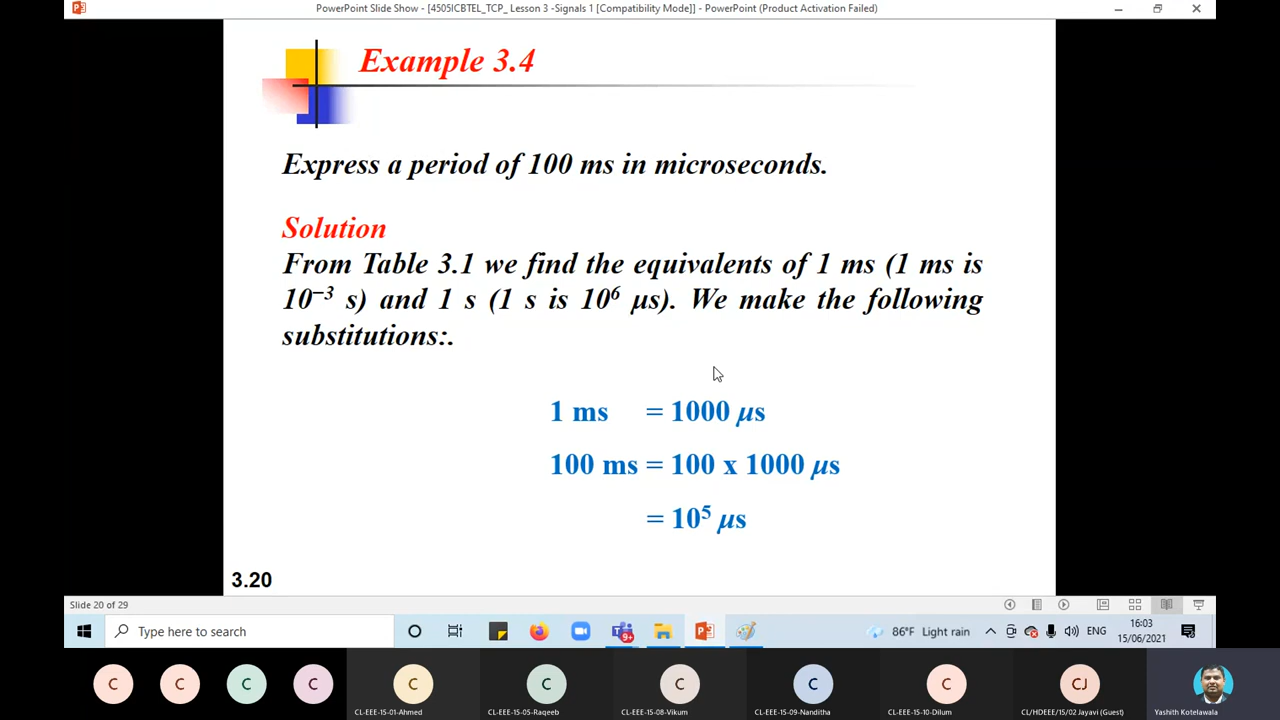 PowerPoint Slide Show - [4505ICBTEL_TCP_ Lesson 3 -Signals 1 [Compatibility Mode]] - PowerPoint (Product Activation Failed)
Example 3.4
Express a period of 100 ms in microseconds.
Solution
From Table 3.1 we find the equivalents of 1 ms (1 ms is
10⁻³ s) and 1 s (1 s is 10⁶ μs). We make the following
substitutions:.
1 ms = 1000 μs
100 ms = 100 x 1000 μs
= 10⁵ μs
3.20
Slide 20 of 29
Type here to search
9+
86°F Light rain
ENG
16:03
15/06/2021
C C C C C C C C C CJ
CL-EEE-15-01-Ahmed CL-EEE-15-05-Raqeeb CL-EEE-15-08-Vikum CL-EEE-15-09-Nanditha CL-EEE-15-10-Dilum CL/HDEEE/15/02 Jayavi (Guest) Yashith Kotelawala